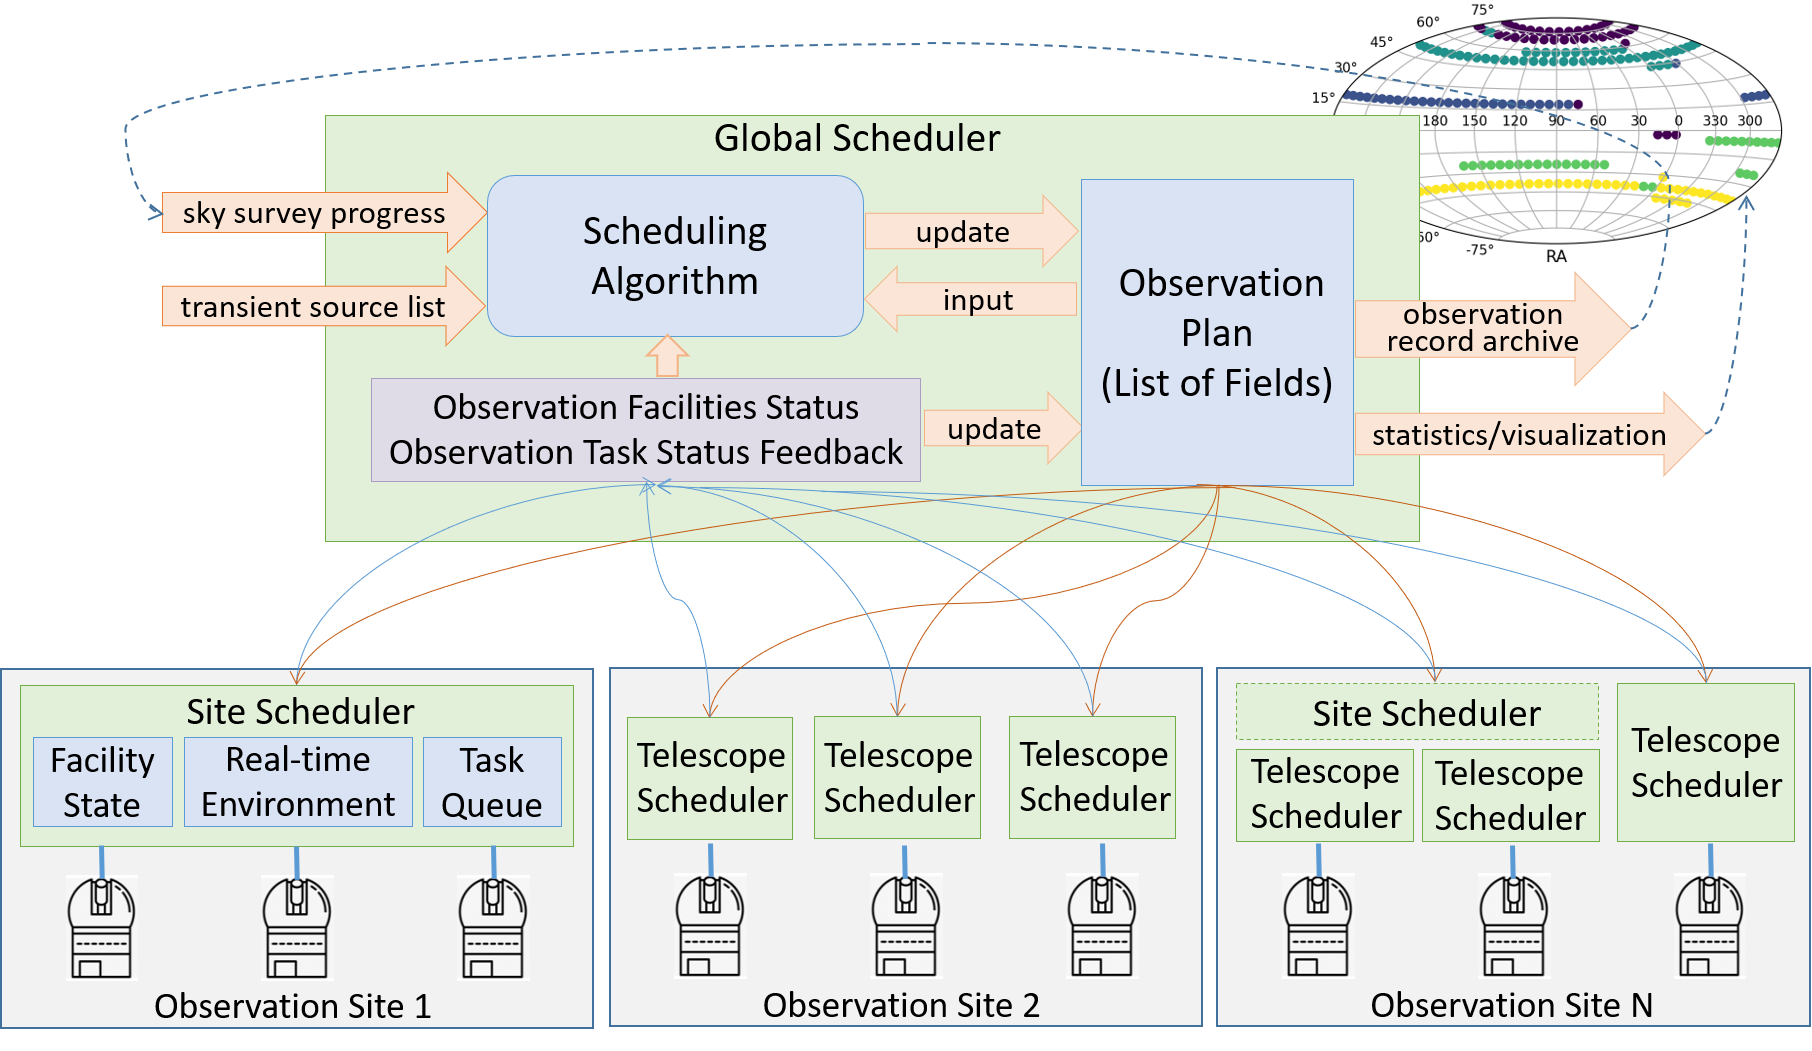 75°
60°
45°
30°
15°
180 150 120 90 60 30 0 330 300
60°
-75°
RA
Global Scheduler
sky survey progress
transient source list
Scheduling
Algorithm
update
input
Observation
Plan
(List of Fields)
observation
record archive
statistics/visualization
Observation Facilities Status
Observation Task Status Feedback
update
Site Scheduler
Facility
State
Real-time
Environment
Task
Queue
Observation Site 1
Telescope
Scheduler
Telescope
Scheduler
Telescope
Scheduler
Observation Site 2
Site Scheduler
Telescope
Scheduler
Telescope
Scheduler
Telescope
Scheduler
Observation Site N